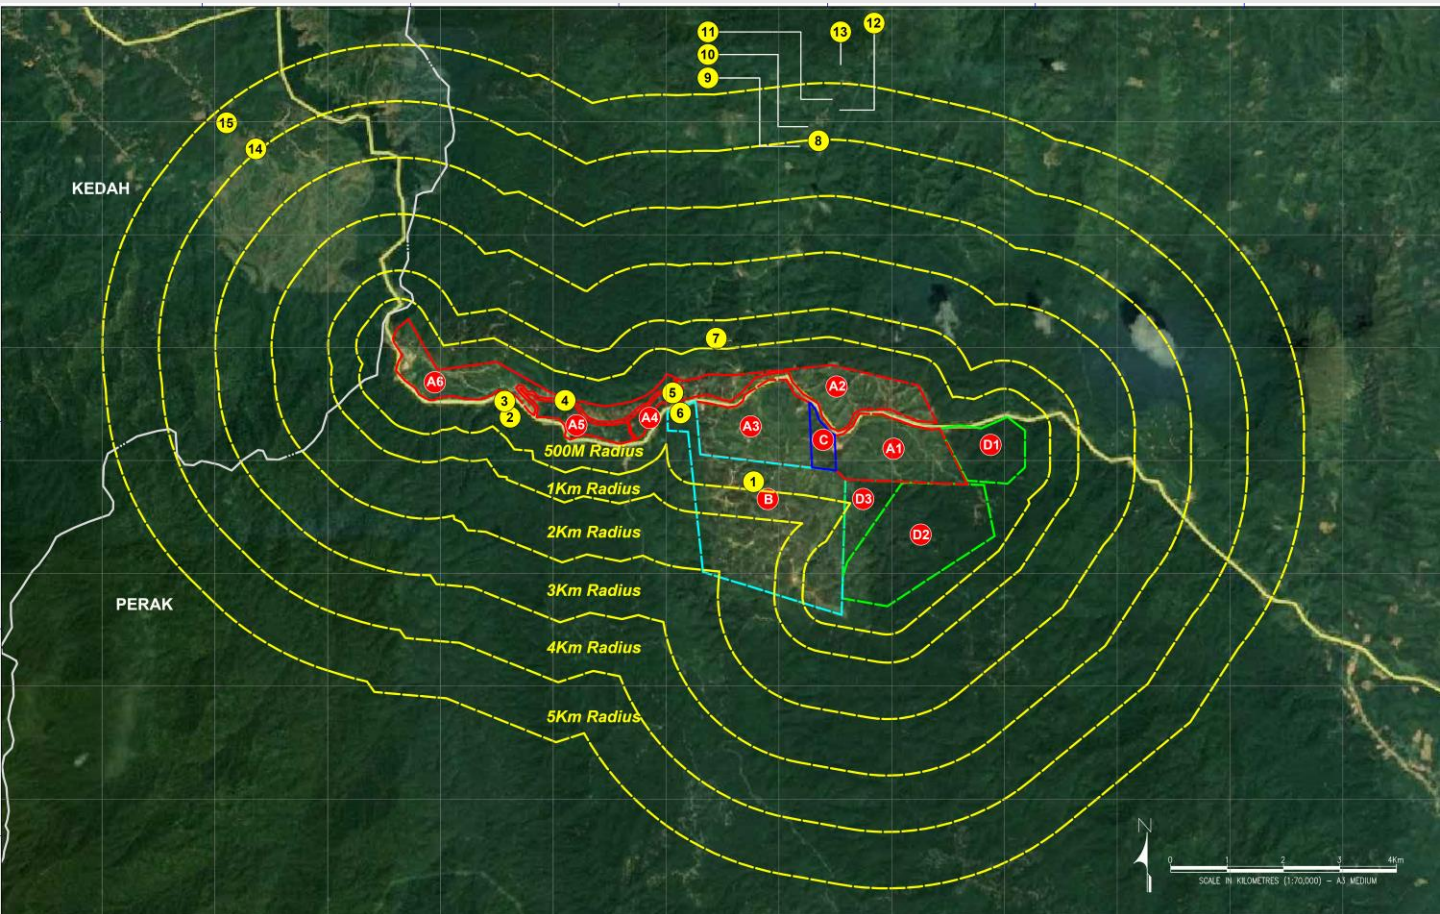 11
13
12
10
9
8
15
14
KEDAH
7
A6
A2
5
3
4
6
2
A5
A4
A3
C
D1
A1
500M Radius
1
1Km Radius
B
D3
2Km Radius
D2
3Km Radius
PERAK
4Km Radius
5Km Radius
N
0 1 2 3 4Km
SCALE IN KILOMETRES (1:70,000) – A3 MEDIUM